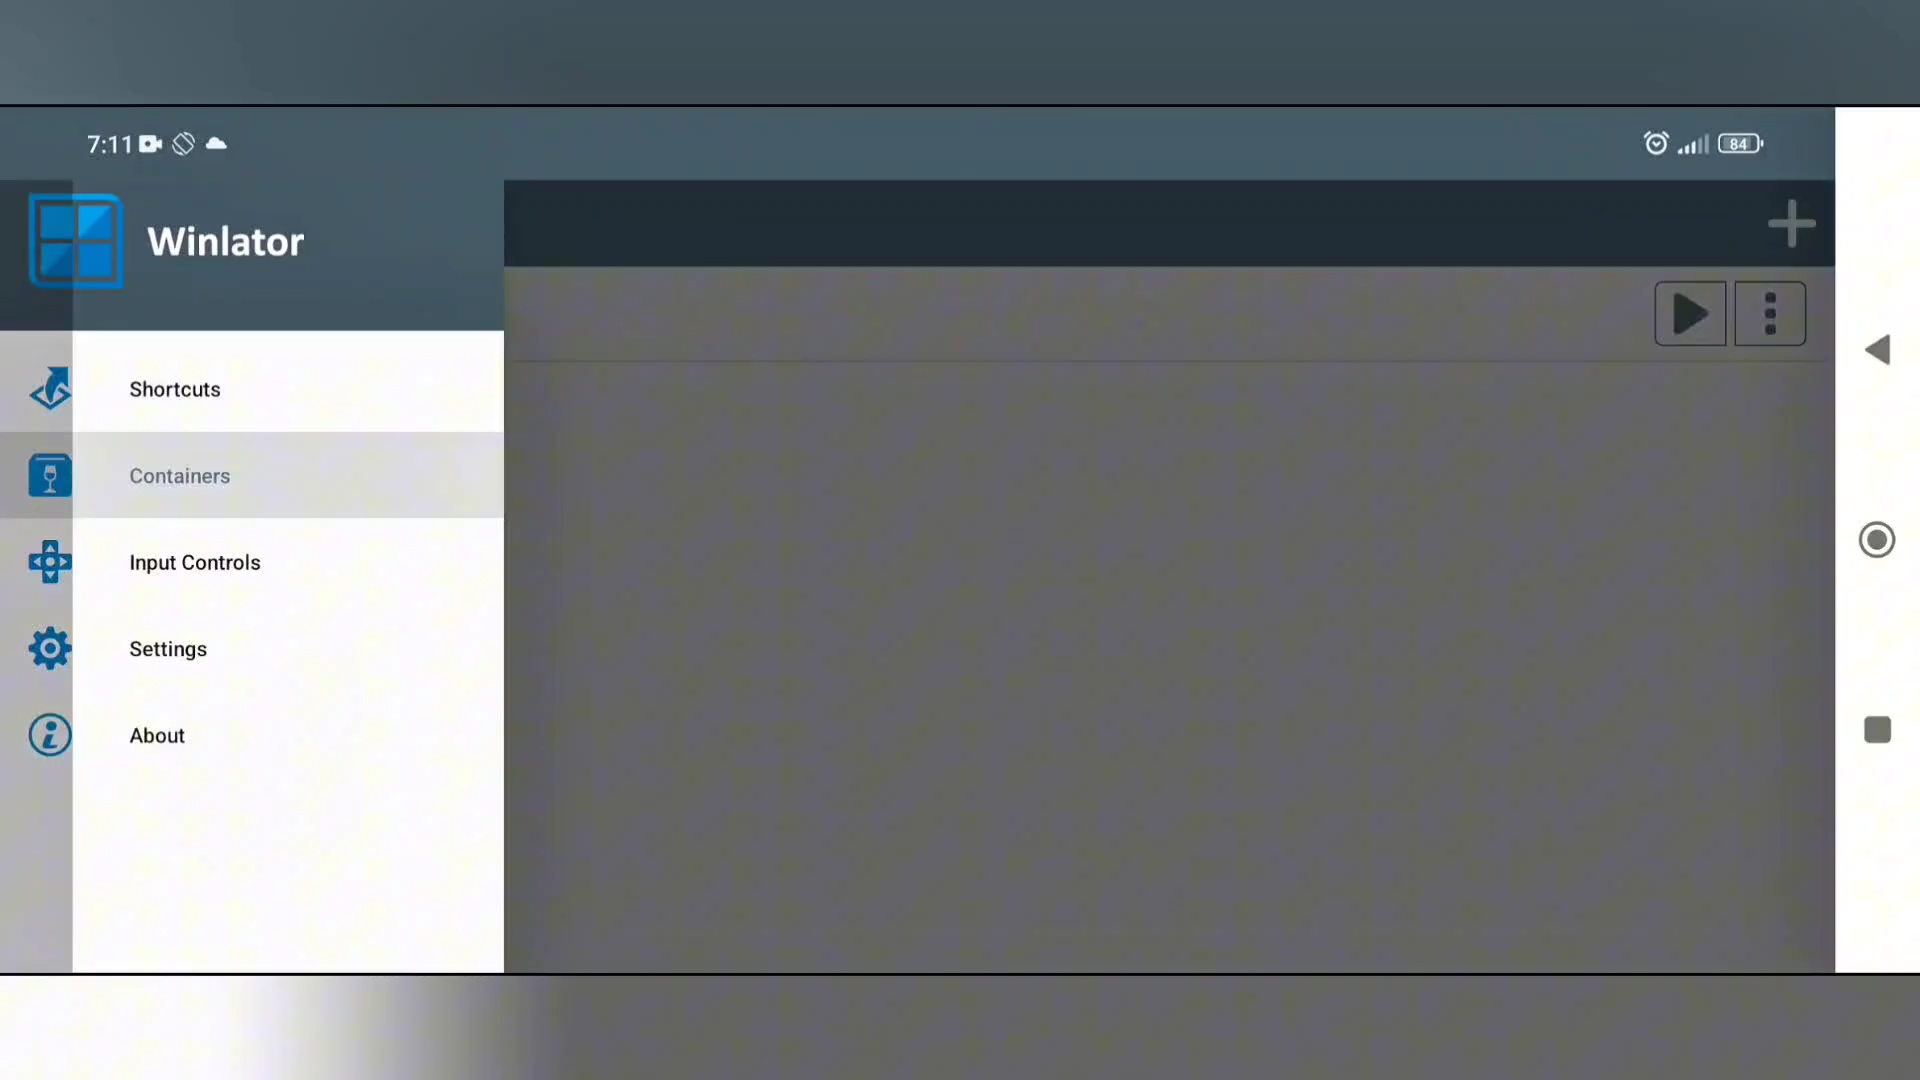 7:11
84
Winlator
Shortcuts
Containers
Input Controls
Settings
About